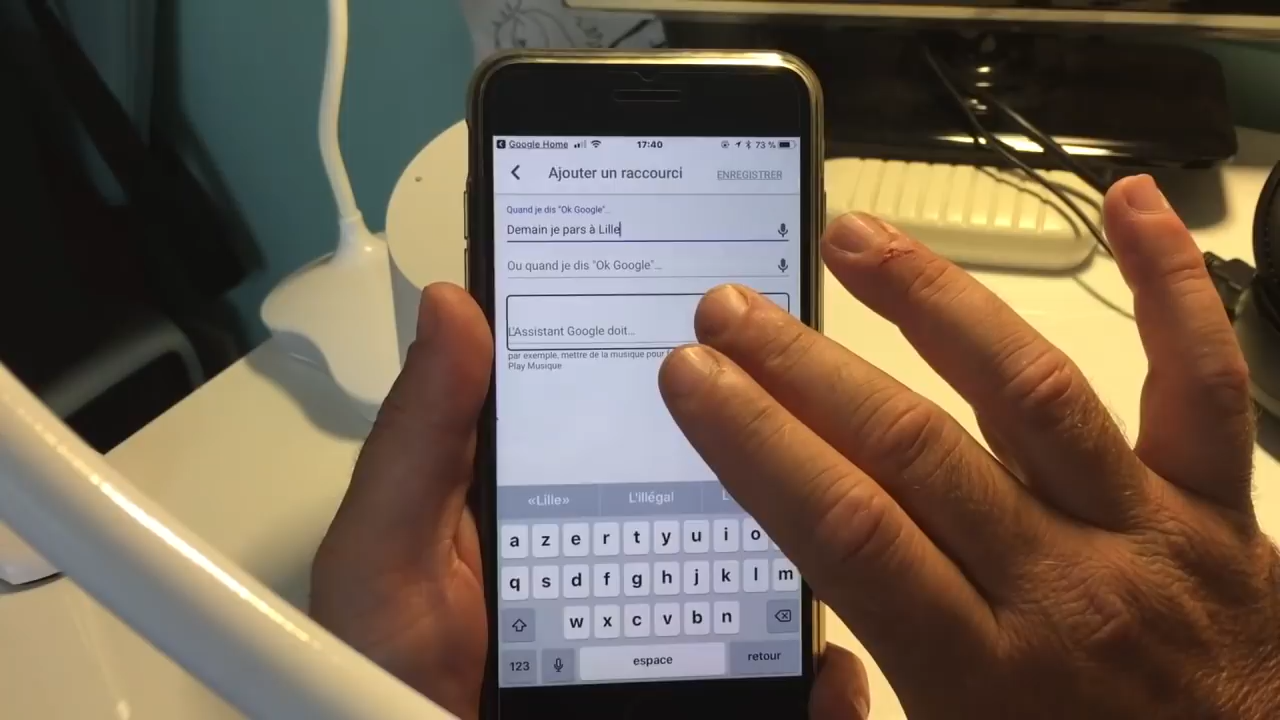 Google Home 17:40 73 %
Ajouter un raccourci ENREGISTRER
Quand je dis "Ok Google"...
Demain je pars à Lille
Ou quand je dis "Ok Google"...
L'Assistant Google doit...
par exemple, mettre de la musique pour
Play Musique
«Lille» L'illégal
a z e r t y u i o
q s d f g h j k l m
w x c v b n
123 espace retour